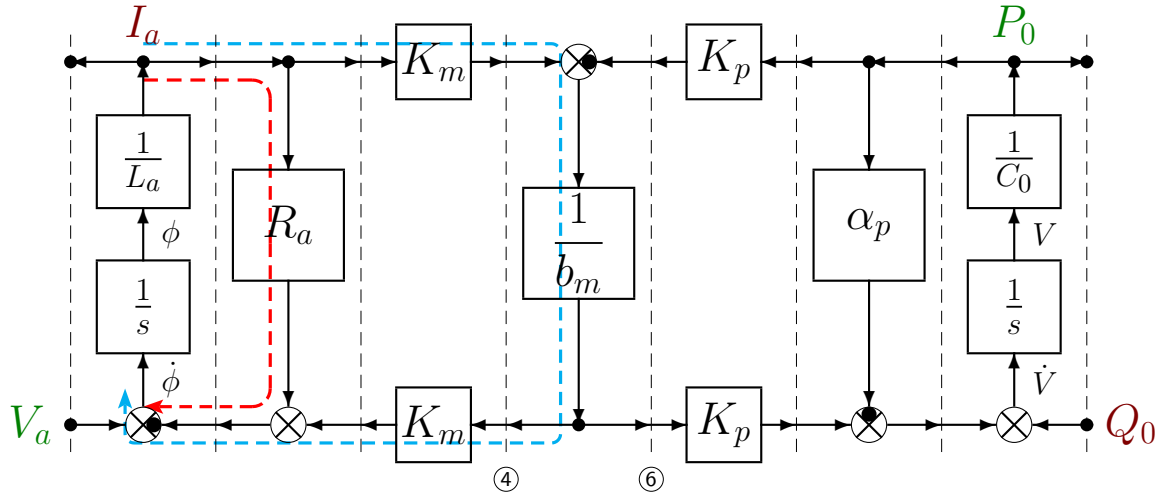 I_a P_0
K_m K_p
1/L_a 1/C_0
R_a 1/b_m α_p
ϕ V
1/s 1/s
ϕ̇ V̇
V_a K_m K_p Q_0
④ ⑥